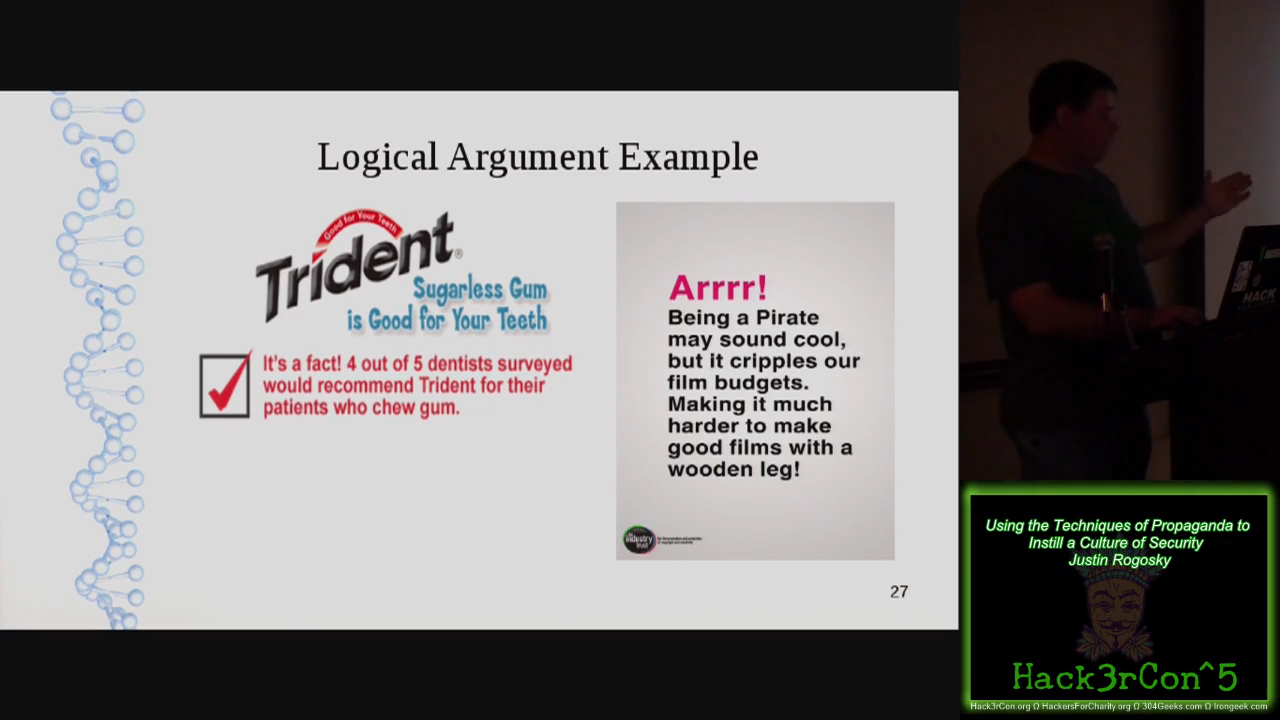 Logical Argument Example
Good for Your Teeth
Trident®
Sugarless Gum
is Good for Your Teeth
It's a fact! 4 out of 5 dentists surveyed
would recommend Trident for their
patients who chew gum.
Arrrr!
Being a Pirate
may sound cool,
but it cripples our
film budgets.
Making it much
harder to make
good films with a
wooden leg!
industry
trust
27
HACK
Using the Techniques of Propaganda to
Instill a Culture of Security
Justin Rogosky
Hack3rCon^5
Hack3rCon.org Ω HackersForCharity.org Ω 304Geeks.com Ω Irongeek.com